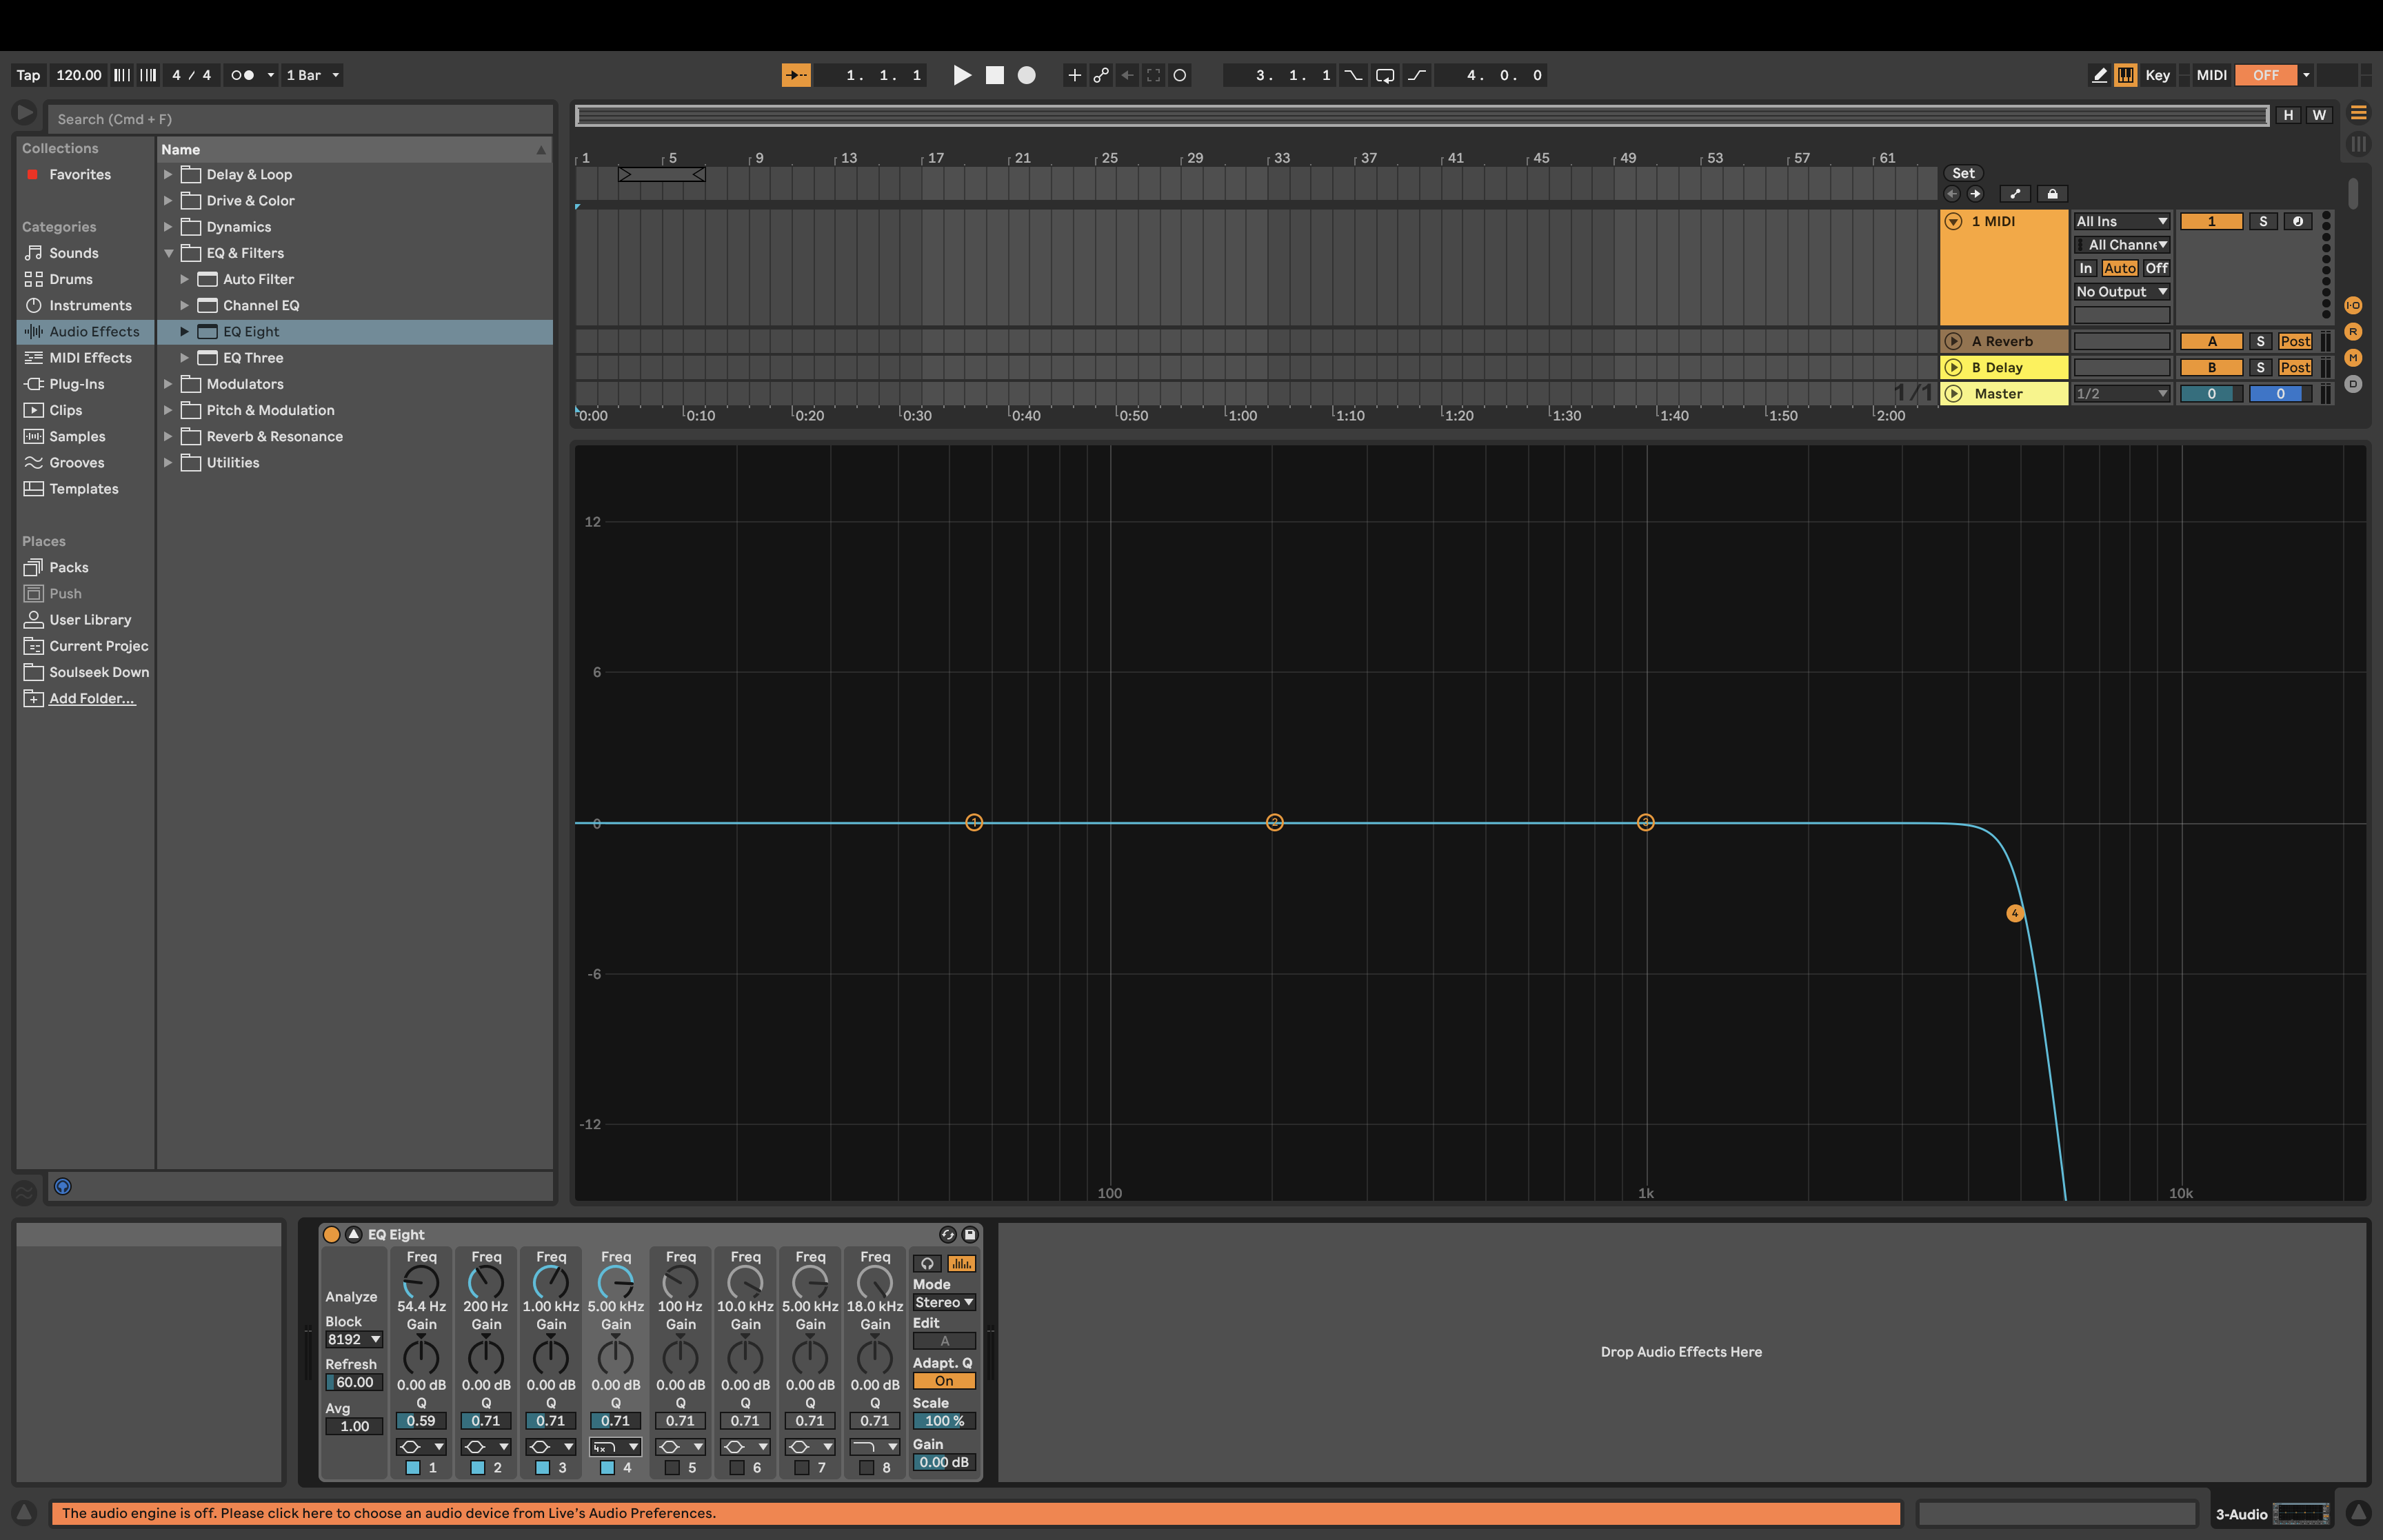 Tap 120.00 4 / 4 1 Bar 1. 1. 1 3. 1. 1 4. 0. 0 Key MIDI OFF
Search (Cmd + F)
H W
Collections
Favorites
Categories
Sounds
Drums
Instruments
Audio Effects
MIDI Effects
Plug-Ins
Clips
Samples
Grooves
Templates
Places
Packs
Push
User Library
Current Projec
Soulseek Down
Add Folder...
Name
Delay & Loop
Drive & Color
Dynamics
EQ & Filters
Auto Filter
Channel EQ
EQ Eight
EQ Three
Modulators
Pitch & Modulation
Reverb & Resonance
Utilities
1 5 9 13 17 21 25 29 33 37 41 45 49 53 57 61
Set
1 MIDI All Ins 1 S
All Channe
In Auto Off
No Output
A Reverb A S Post
B Delay B S Post
1/1 Master 1/2 0 0
0:00 0:10 0:20 0:30 0:40 0:50 1:00 1:10 1:20 1:30 1:40 1:50 2:00
I·O
R
M
D
12
6
0 1 2 3
4
-6
-12
100 1k 10k
EQ Eight
Freq Freq Freq Freq Freq Freq Freq Freq
54.4 Hz 200 Hz 1.00 kHz 5.00 kHz 100 Hz 10.0 kHz 5.00 kHz 18.0 kHz
Gain Gain Gain Gain Gain Gain Gain Gain
0.00 dB 0.00 dB 0.00 dB 0.00 dB 0.00 dB 0.00 dB 0.00 dB 0.00 dB
Q Q Q Q Q Q Q Q
0.59 0.71 0.71 0.71 0.71 0.71 0.71 0.71
4x
1 2 3 4 5 6 7 8
Analyze
Block
8192
Refresh
60.00
Avg
1.00
Mode
Stereo
Edit
A
Adapt. Q
On
Scale
100 %
Gain
0.00 dB
Drop Audio Effects Here
The audio engine is off. Please click here to choose an audio device from Live's Audio Preferences.
3-Audio